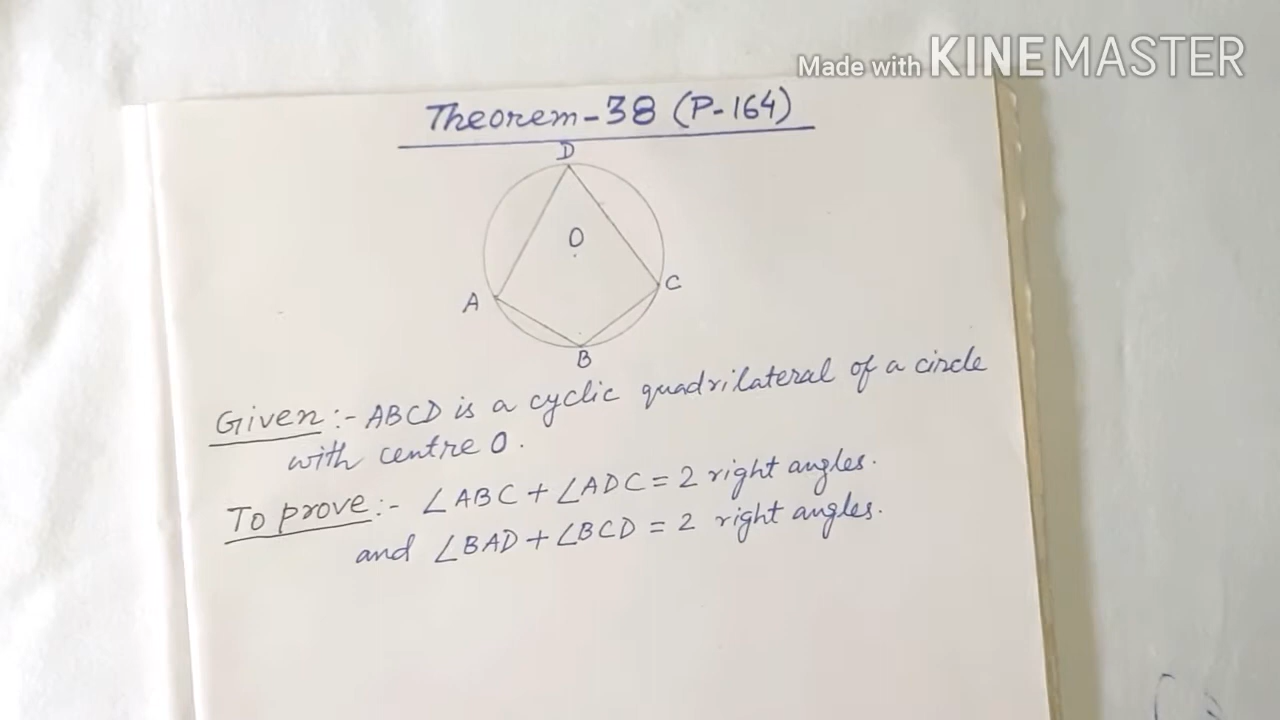 Made with KINEMASTER
Theorem-38 (P-164)
D
O
A
C
B
Given :- ABCD is a cyclic quadrilateral of a circle
with centre O.
To prove :- ∠ABC + ∠ADC = 2 right angles.
and ∠BAD + ∠BCD = 2 right angles.